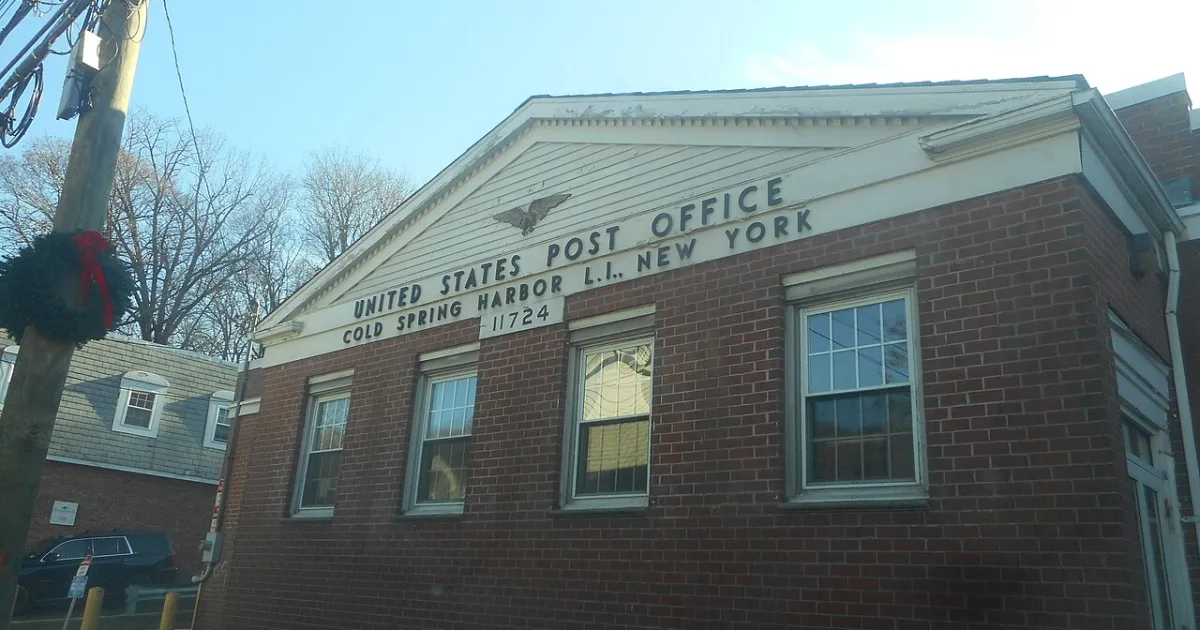 UNITED STATES POST OFFICE
COLD SPRING HARBOR L.I., NEW YORK
11724